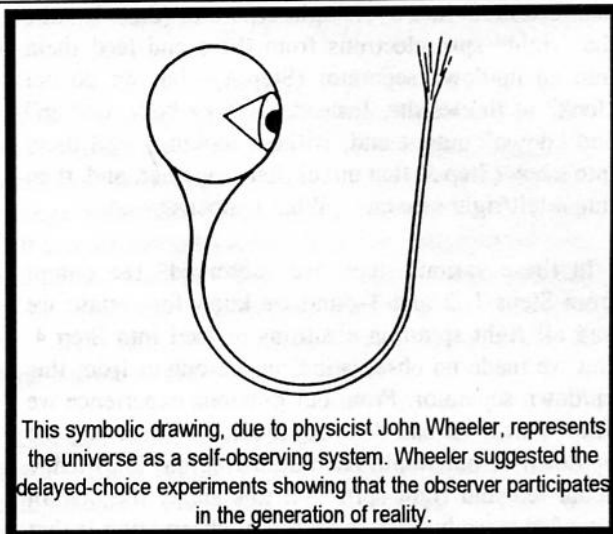 This symbolic drawing, due to physicist John Wheeler, represents
the universe as a self-observing system. Wheeler suggested the
delayed-choice experiments showing that the observer participates
in the generation of reality.